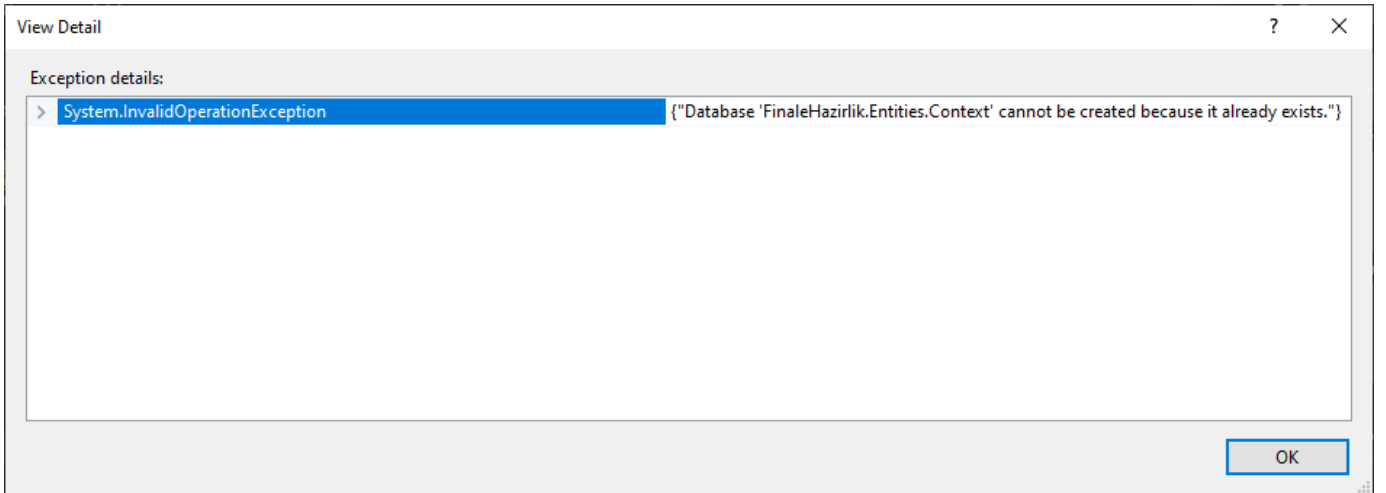 View Detail
?
Exception details:
System.InvalidOperationException {"Database 'FinaleHazirlik.Entities.Context' cannot be created because it already exists."}
OK